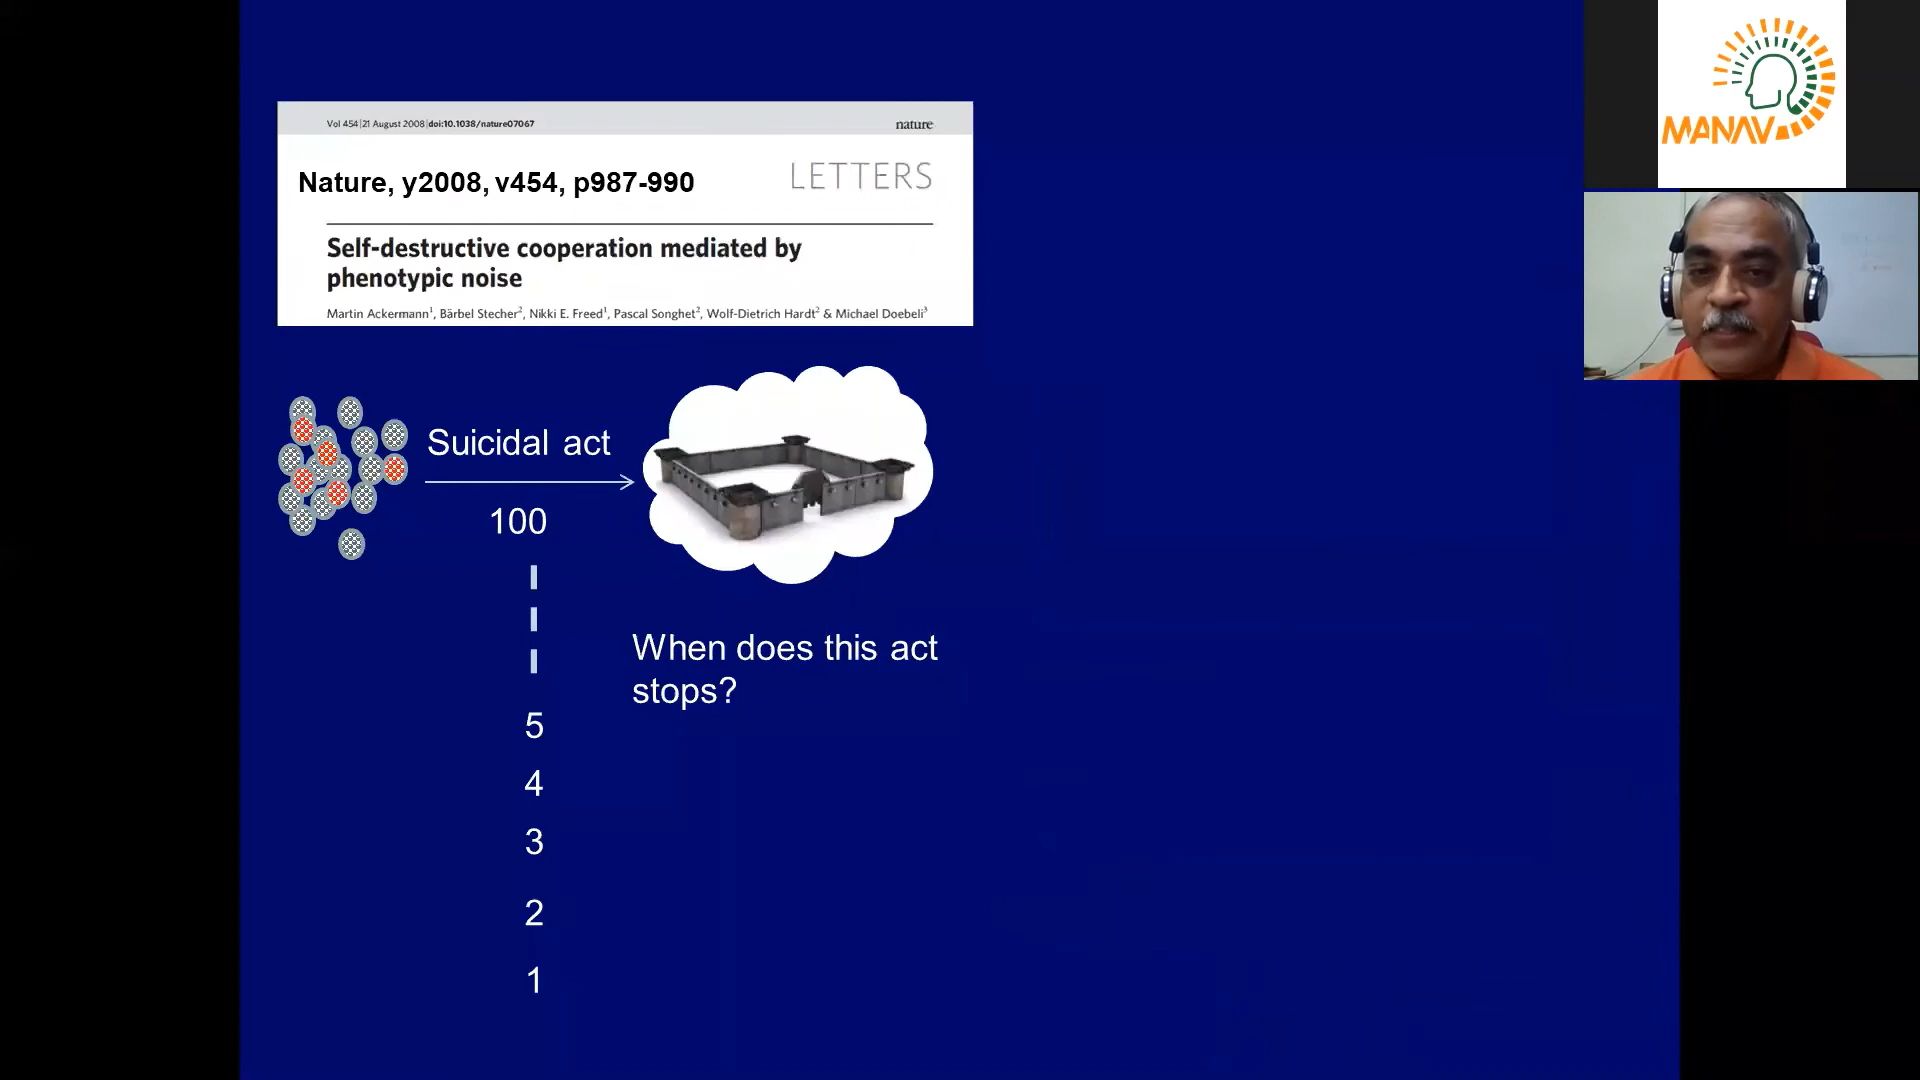 Vol 454|21 August 2008|doi:10.1038/nature07067
nature
LETTERS
Nature, y2008, v454, p987-990
Self-destructive cooperation mediated by
phenotypic noise
Martin Ackermann¹, Bärbel Stecher², Nikki E. Freed¹, Pascal Songhet², Wolf-Dietrich Hardt² & Michael Doebeli³
Suicidal act
100
When does this act
stops?
5
4
3
2
1
MANAV